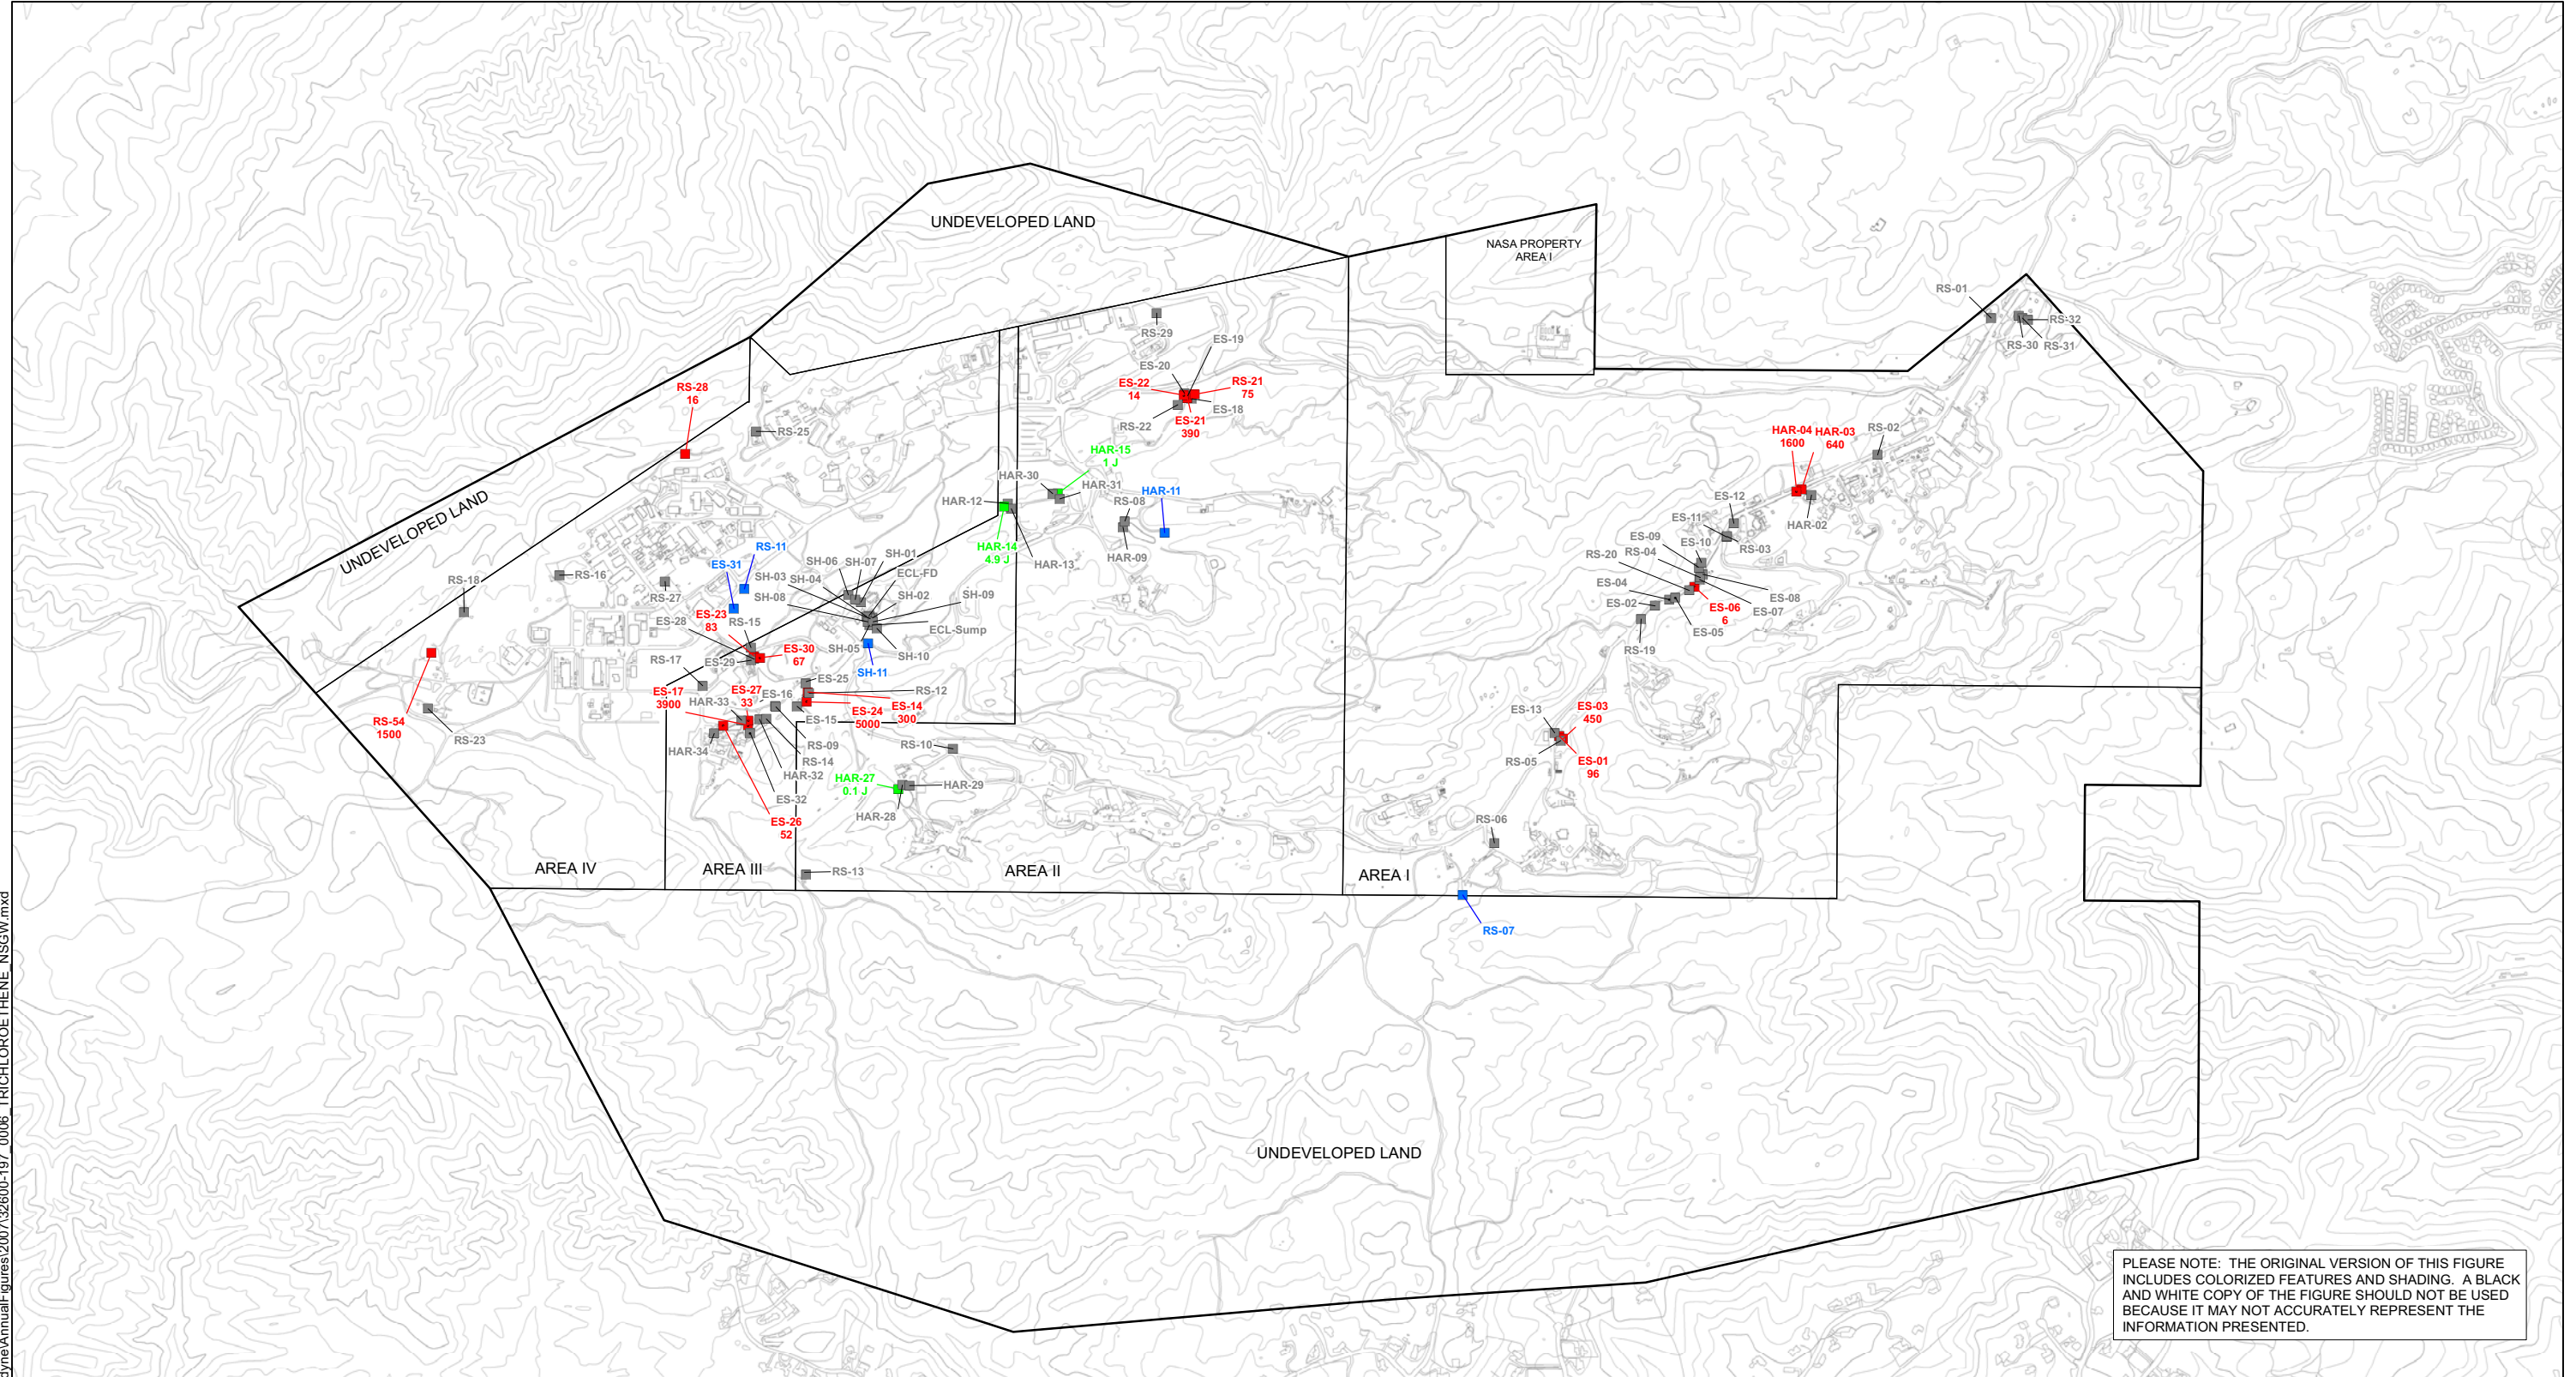 UNDEVELOPED LAND
NASA PROPERTY
AREA I
RS-01
RS-32
RS-30
RS-31
RS-29
ES-19
ES-20
ES-22
14
RS-21
75
ES-18
RS-22
ES-21
390
RS-28
16
RS-25
HAR-15
1 J
HAR-30
HAR-31
HAR-12
RS-08
HAR-11
HAR-14
4.9 J
HAR-13
HAR-09
HAR-04
1600
HAR-03
640
RS-02
HAR-02
ES-12
ES-11
RS-03
ES-09
ES-10
RS-20
RS-04
ES-04
ES-08
ES-07
ES-02
ES-06
6
ES-05
RS-19
UNDEVELOPED LAND
RS-16
RS-18
RS-27
RS-11
ES-31
SH-06
SH-07
SH-01
SH-03
SH-04
ECL-FD
SH-08
SH-02
SH-09
ECL-Sump
SH-05
SH-10
SH-11
ES-23
83
ES-28
RS-15
ES-30
67
ES-29
RS-17
ES-25
RS-12
ES-17
3900
ES-27
33
ES-16
HAR-33
ES-14
300
ES-24
5000
ES-15
RS-54
1500
RS-23
HAR-34
RS-09
RS-14
HAR-32
ES-32
ES-26
52
RS-10
HAR-27
0.1 J
HAR-29
HAR-28
ES-13
ES-03
450
RS-05
ES-01
96
RS-06
RS-13
AREA IV
AREA III
AREA II
AREA I
RS-07
UNDEVELOPED LAND
PLEASE NOTE: THE ORIGINAL VERSION OF THIS FIGURE
INCLUDES COLORIZED FEATURES AND SHADING. A BLACK
AND WHITE COPY OF THE FIGURE SHOULD NOT BE USED
BECAUSE IT MAY NOT ACCURATELY REPRESENT THE
INFORMATION PRESENTED.
dyne\AnnualFigures\2007\32600-197_0006_TRICHLOROETHENE_NSGW.mxd